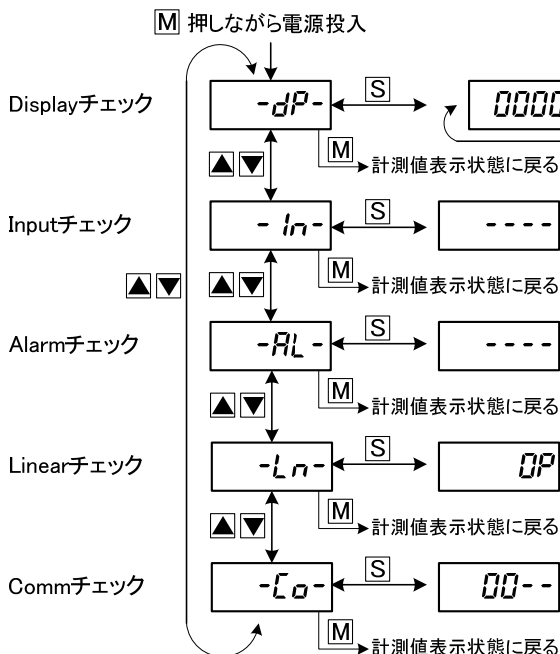 M 押しながら電源投入
Displayチェック -dP- S 0000
M 計測値表示状態に戻る
▲ ▼
Inputチェック -In- S ----
M 計測値表示状態に戻る
▲ ▼ ▲ ▼
Alarmチェック -AL- S ----
M 計測値表示状態に戻る
▲ ▼
Linearチェック -Ln- S OP
M 計測値表示状態に戻る
▲ ▼
Commチェック -Co- S 00--
M 計測値表示状態に戻る